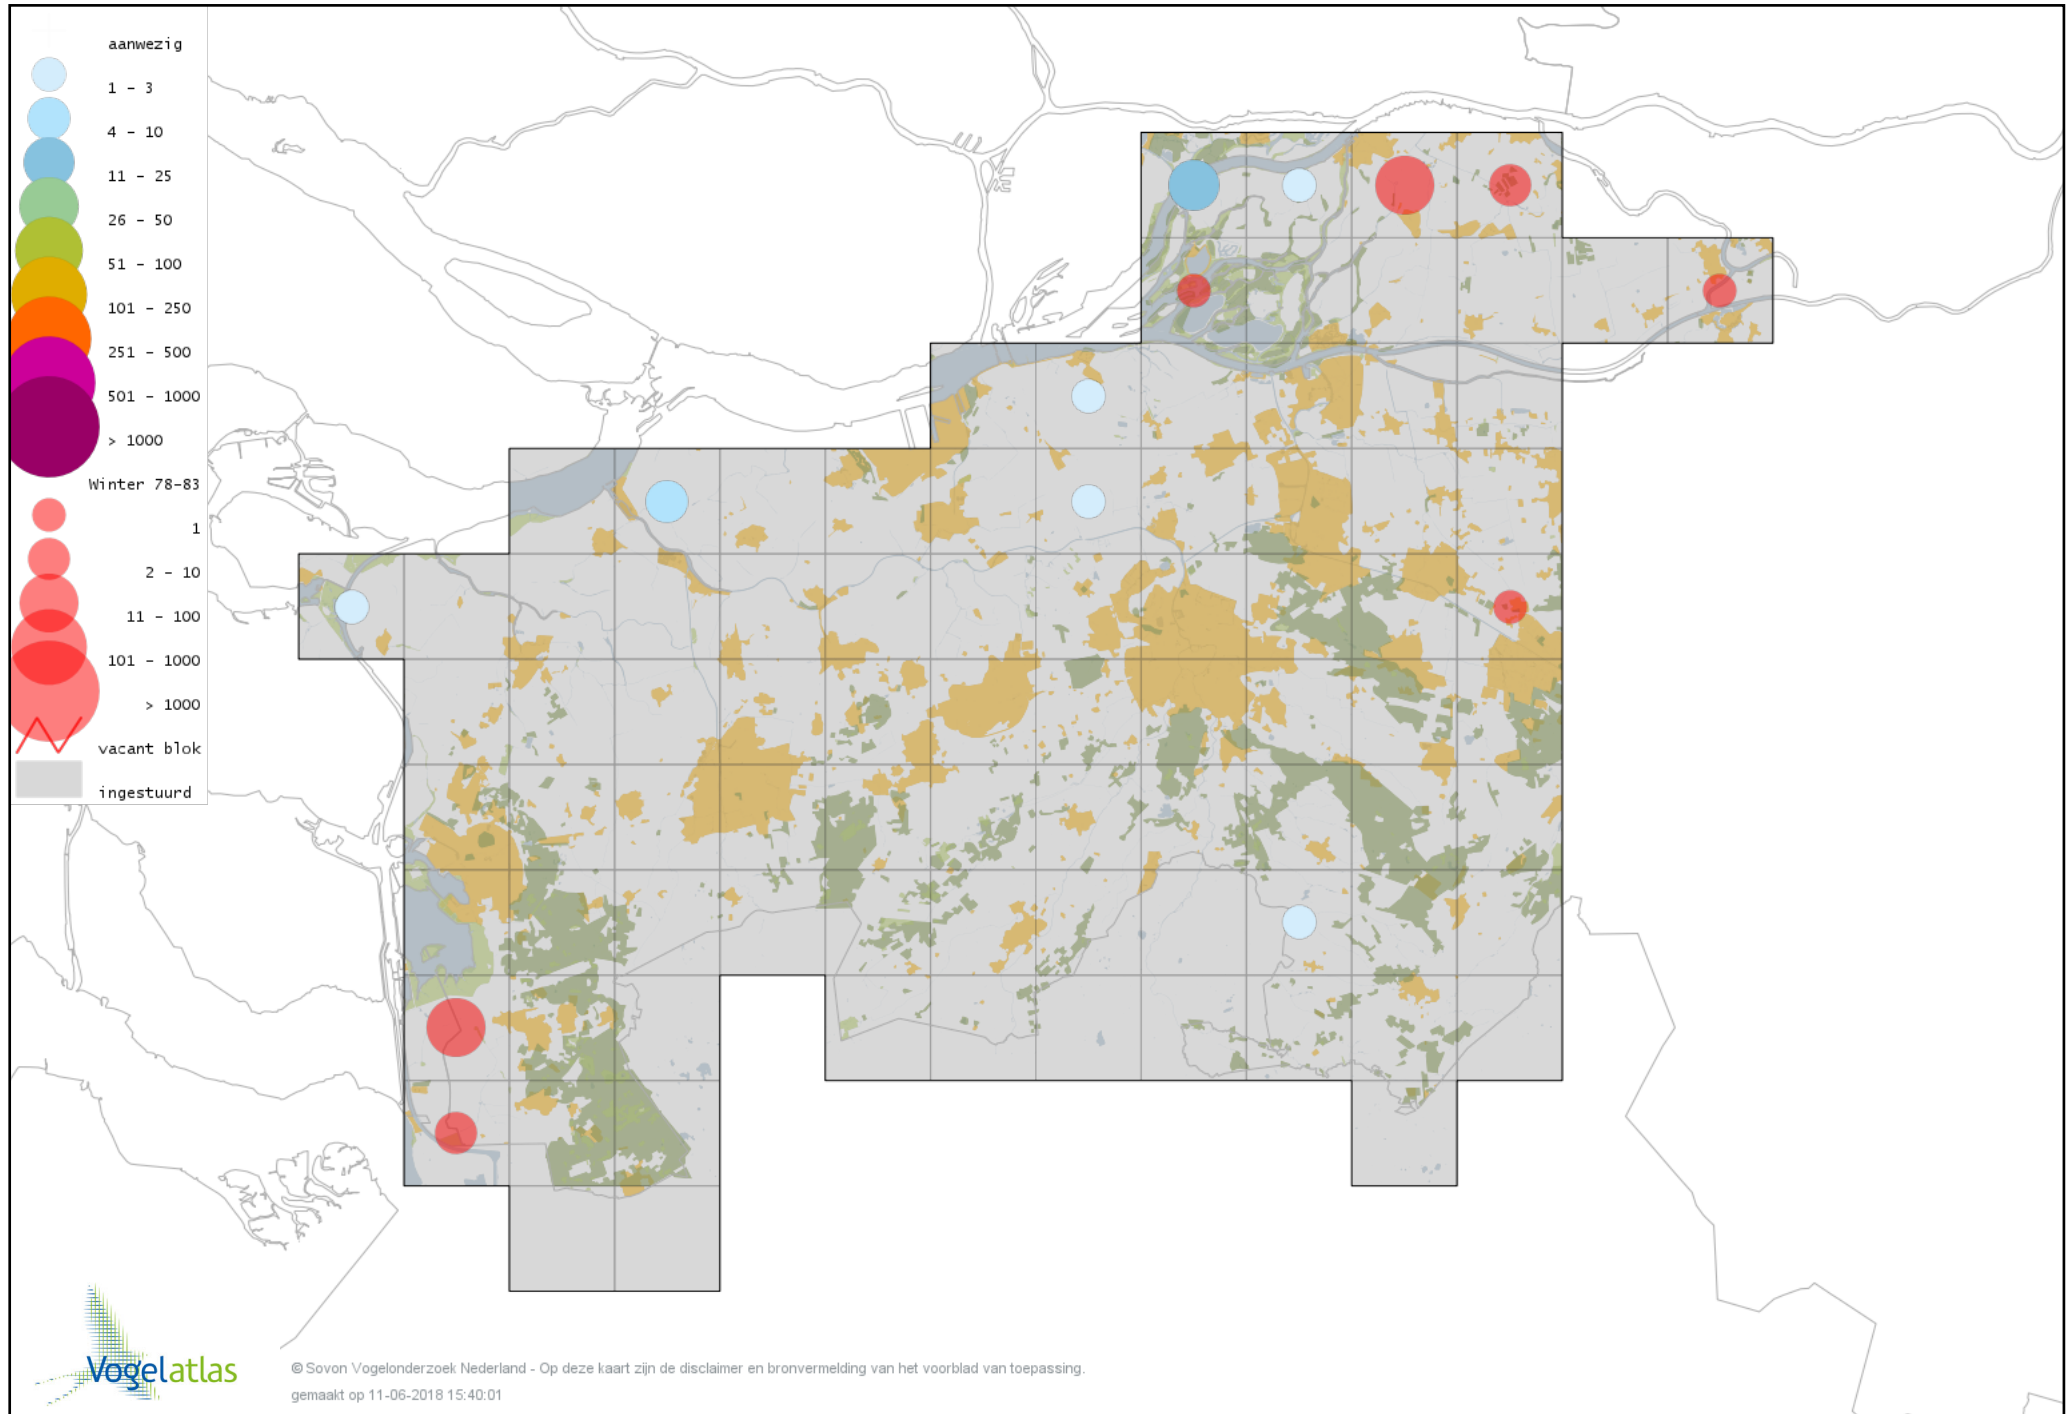 aanwezig
1 - 3
4 - 10
11 - 25
26 - 50
51 - 100
101 - 250
251 - 500
501 - 1000
> 1000
Winter 78-83
1
2 - 10
11 - 100
101 - 1000
> 1000
vacant blok
ingestuurd
Vogelatlas
© Sovon Vogelonderzoek Nederland - Op deze kaart zijn de disclaimer en bronvermelding van het voorblad van toepassing.
gemaakt op 11-06-2018 15:40:01